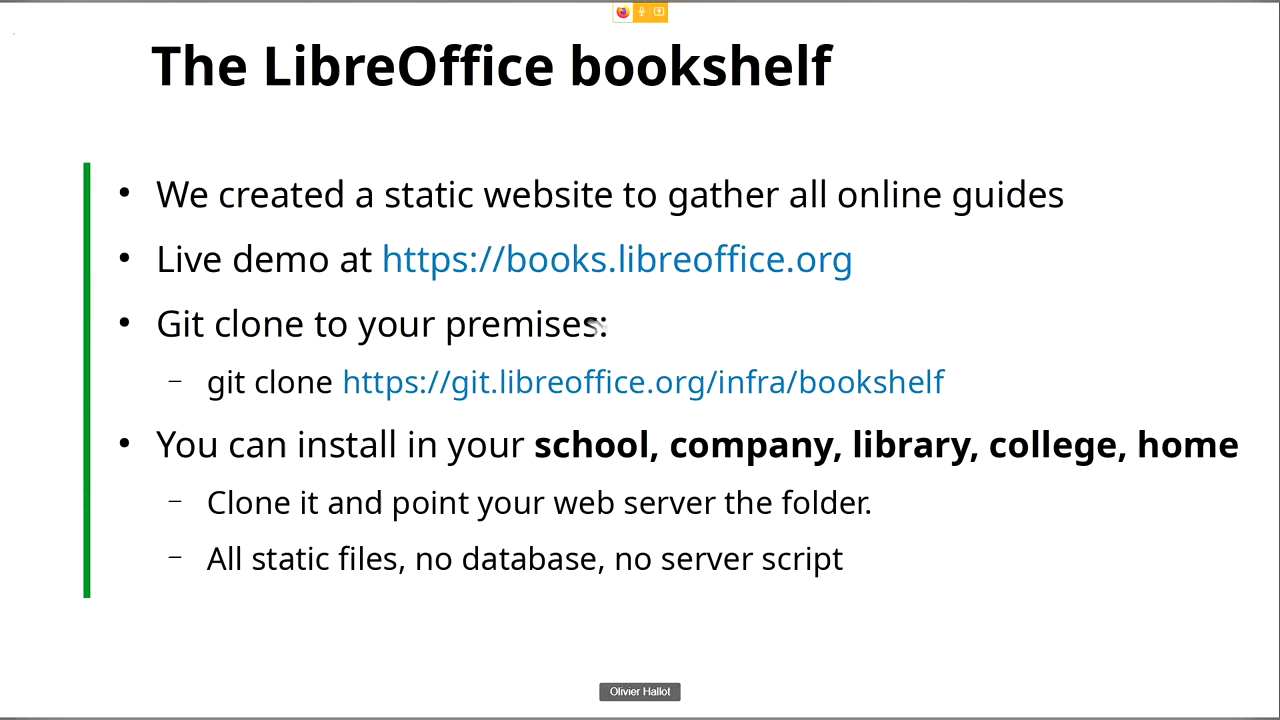 The LibreOffice bookshelf
• We created a static website to gather all online guides
• Live demo at https://books.libreoffice.org
• Git clone to your premises:
– git clone https://git.libreoffice.org/infra/bookshelf
• You can install in your school, company, library, college, home
– Clone it and point your web server the folder.
– All static files, no database, no server script
Olivier Hallot